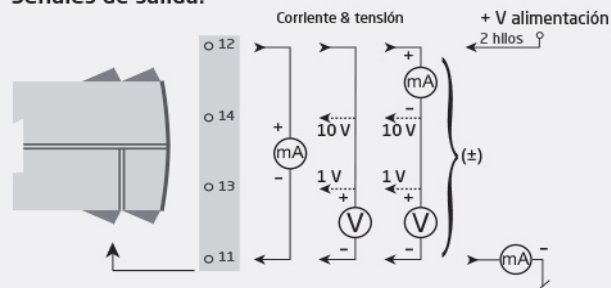 Señales de salida:
Corriente & tensión
+ V alimentación
2 hilos
12
14
13
11
+
mA
-
10 V
1 V
+
V
-
+
mA
-
10 V
1 V
+
V
-
(±)
mA
-